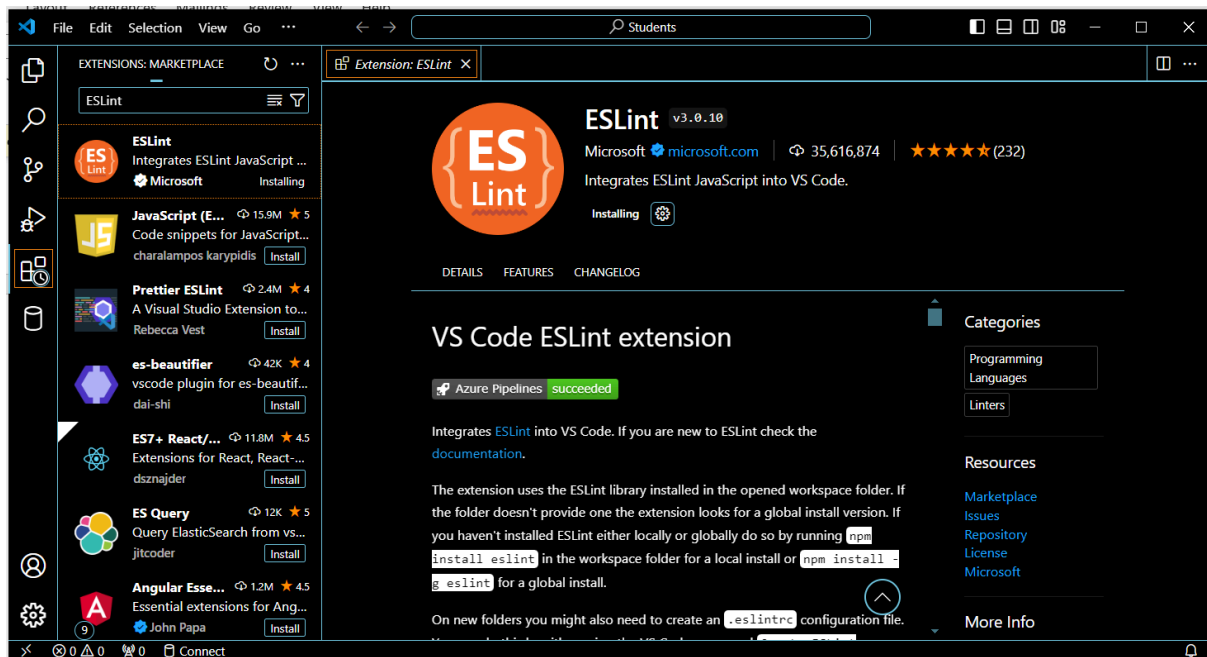 Layout References Mailings Review View Help
File Edit Selection View Go ···
Students
EXTENSIONS: MARKETPLACE
ESLint
ESLint
Integrates ESLint JavaScript ...
Microsoft Installing
JavaScript (E... 15.9M ★ 5
Code snippets for JavaScript...
charalampos karypidis Install
Prettier ESLint 2.4M ★ 4
A Visual Studio Extension to...
Rebecca Vest Install
es-beautifier 42K ★ 4
vscode plugin for es-beautif...
dai-shi Install
ES7+ React/... 11.8M ★ 4.5
Extensions for React, React-...
dsznajder Install
ES Query 12K ★ 5
Query ElasticSearch from vs...
jitcoder Install
Angular Esse... 1.2M ★ 4.5
Essential extensions for Ang...
John Papa Install
JS
A
9
Extension: ESLint
{ES}
Lint
ESLint v3.0.10
Microsoft microsoft.com 35,616,874 ★★★★★(232)
Integrates ESLint JavaScript into VS Code.
Installing
DETAILS FEATURES CHANGELOG
VS Code ESLint extension
Azure Pipelines succeeded
Integrates ESLint into VS Code. If you are new to ESLint check the
documentation.
The extension uses the ESLint library installed in the opened workspace folder. If
the folder doesn't provide one the extension looks for a global install version. If
you haven't installed ESLint either locally or globally do so by running npm
install eslint in the workspace folder for a local install or npm install -
g eslint for a global install.
On new folders you might also need to create an .eslintrc configuration file.
Categories
Programming
Languages
Linters
Resources
Marketplace
Issues
Repository
License
Microsoft
More Info
0 0 0 Connect